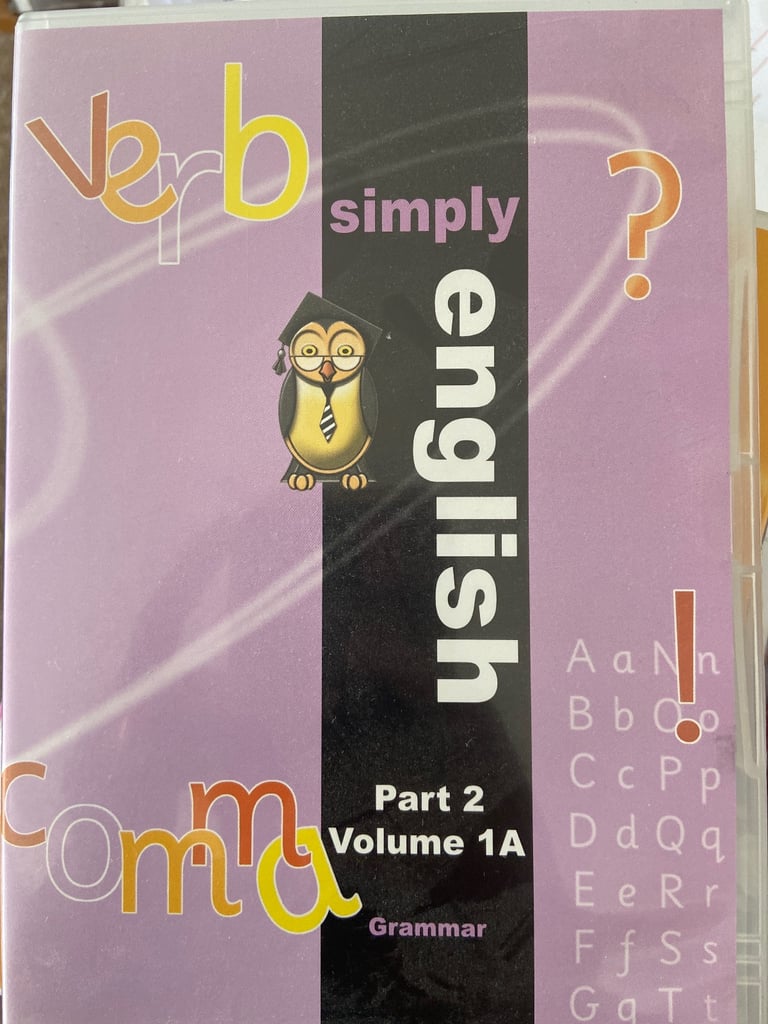 verb
?
simply
english
!
A a N n
B b O o
C c P p
D d Q q
E e R r
F f S s
G g T t
Part 2
Volume 1A
comma
Grammar